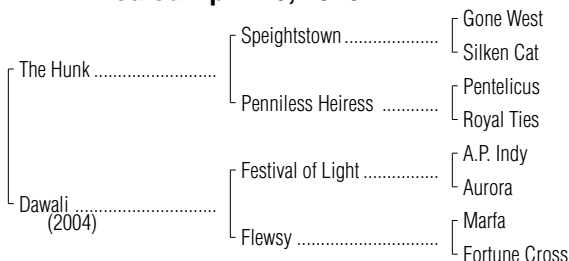 Gone West
Speightstown ...................
Silken Cat
The Hunk .........................
Pentelicus
Penniless Heiress ............
Royal Ties
A.P. Indy
Festival of Light ................
Aurora
Dawali .............................
(2004)
Marfa
Flewsy .............................
Fortune Cross